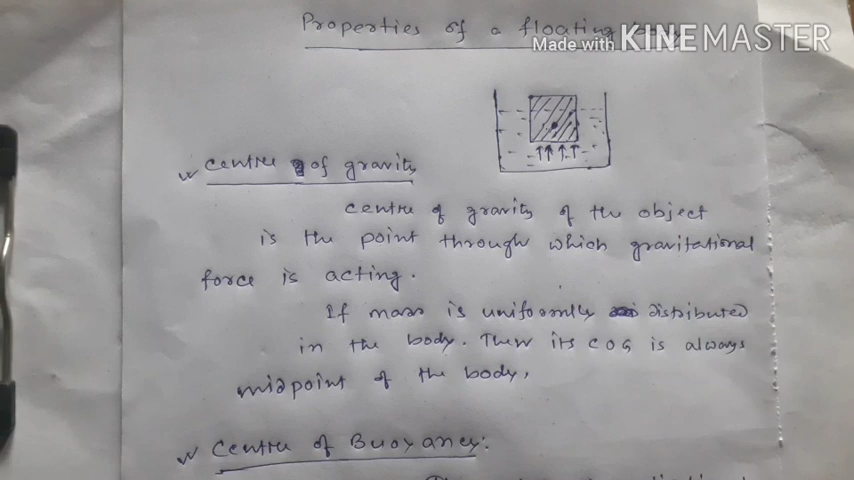 Properties of a floating body
Made with KINEMASTER
Centre of gravity
Centre of gravity of the object
is the point through which gravitational
force is acting.
If mass is uniformly distributed
in the body. Then its COG is always
midpoint of the body.
Centre of Buoyancy: